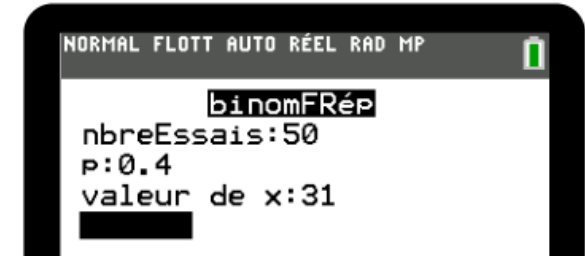 NORMAL FLOTT AUTO RÉEL RAD MP
binomFRép
nbreEssais:50
p:0.4
valeur de x:31